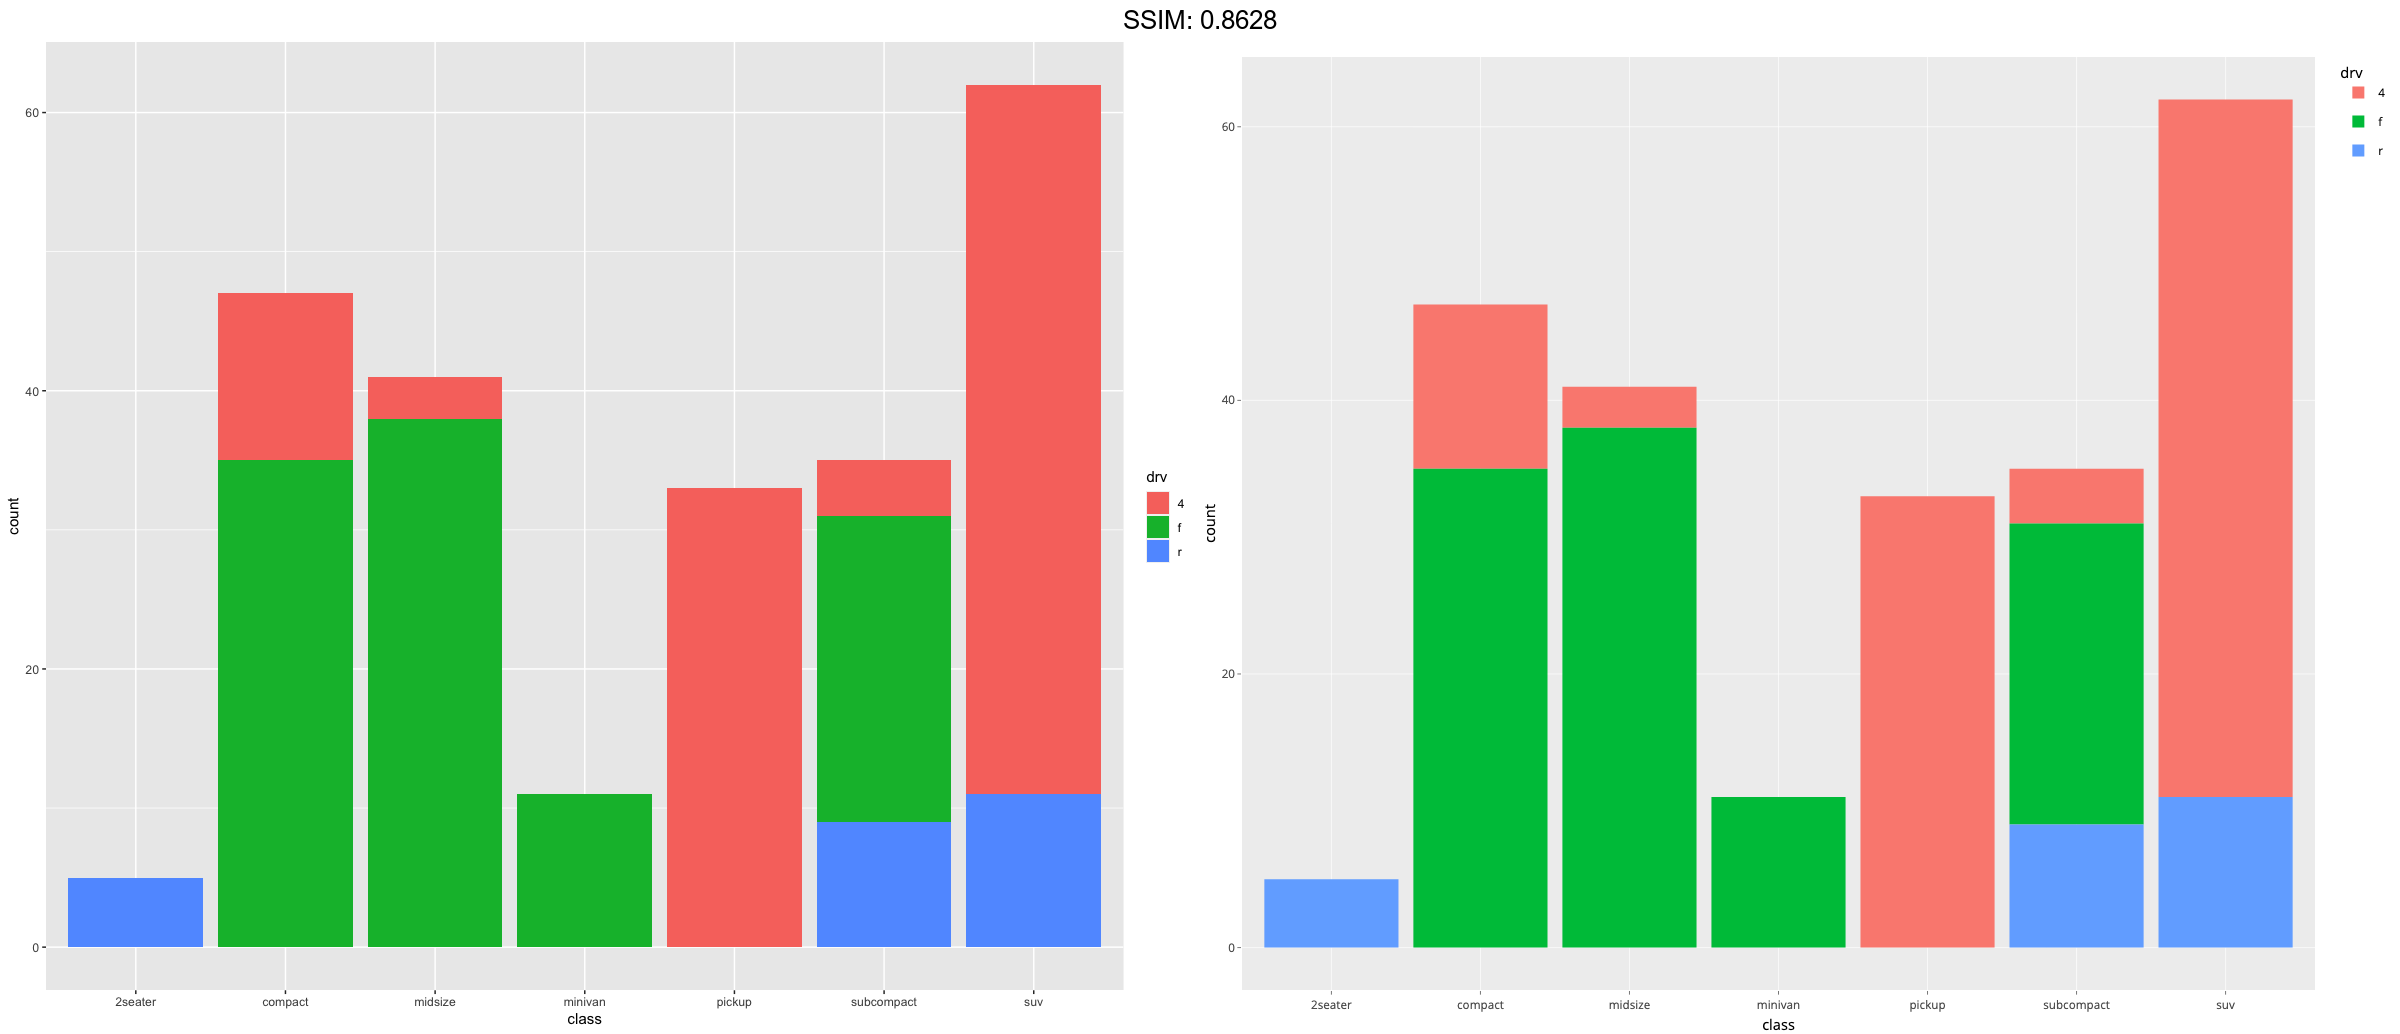 SSIM: 0.8628
60
40
20
0
count
2seater compact midsize minivan pickup subcompact suv
class
drv
4
f
r
60
40
20
0
count
2seater compact midsize minivan pickup subcompact suv
class
drv
4
f
r